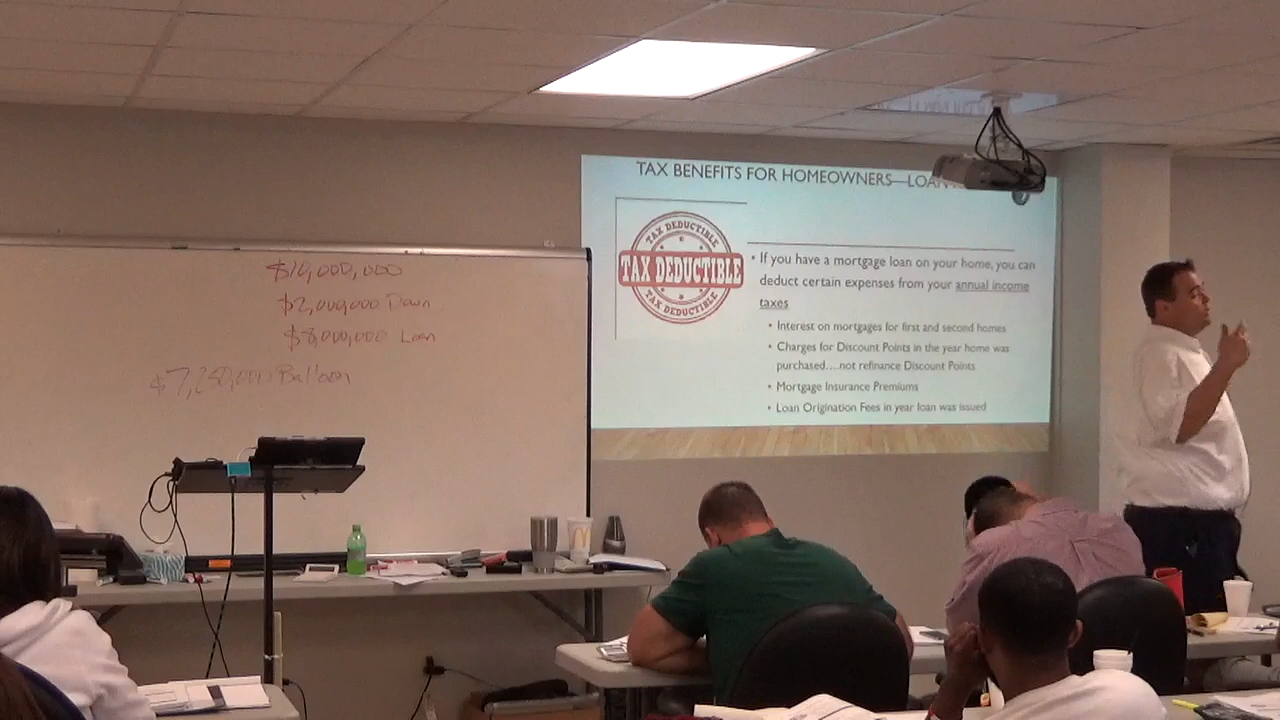 $10,000,000
$2,000,000 Down
$8,000,000 Loan
$7,250,000 Balloon
TAX BENEFITS FOR HOMEOWNERS—LOAN
TAX DEDUCTIBLE
TAX DEDUCTIBLE
TAX DEDUCTIBLE
• If you have a mortgage loan on your home, you can
deduct certain expenses from your annual income
taxes
• Interest on mortgages for first and second homes
• Charges for Discount Points in the year home was
purchased....not refinance Discount Points
• Mortgage Insurance Premiums
• Loan Origination Fees in year loan was issued